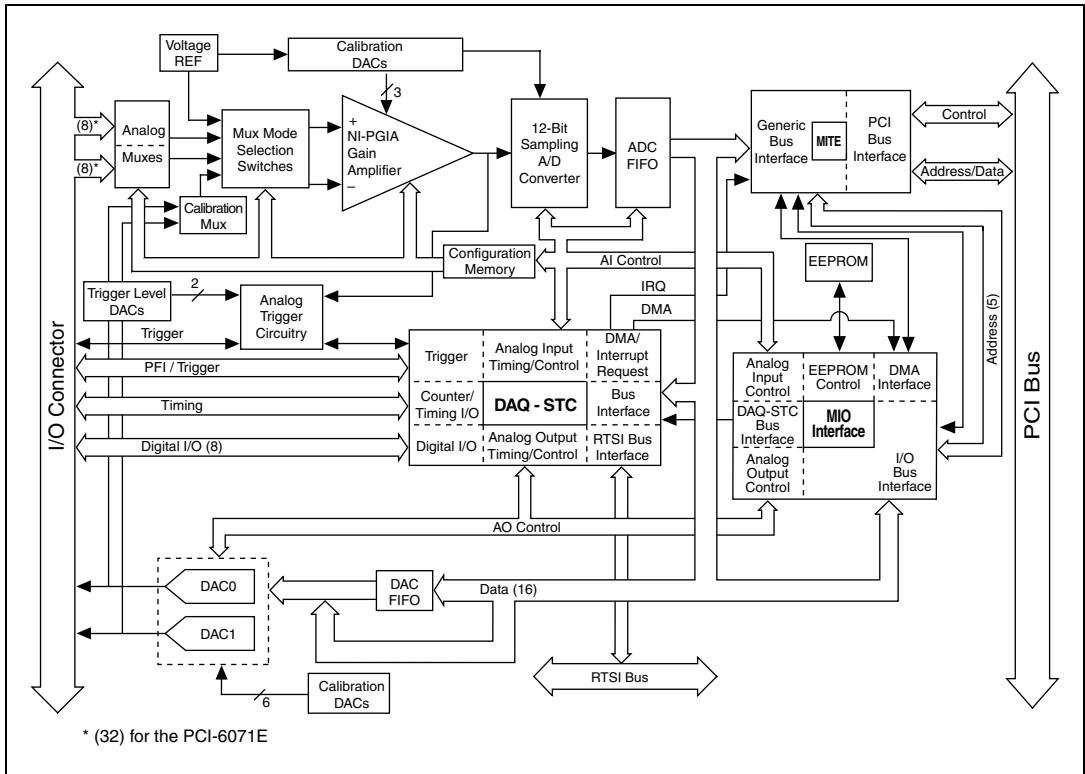 Voltage
REF
Calibration
DACs
3
(8)*
(8)*
Analog
Muxes
Mux Mode
Selection
Switches
+
NI-PGIA
Gain
Amplifier
–
12-Bit
Sampling
A/D
Converter
ADC
FIFO
Generic
Bus
Interface
MITE
PCI
Bus
Interface
Control
Address/Data
Calibration
Mux
Configuration
Memory
AI Control
EEPROM
Trigger Level
DACs
2
Analog
Trigger
Circuitry
IRQ
DMA
Address (5)
Trigger
PFI / Trigger
Timing
Digital I/O (8)
I/O Connector
PCI Bus
Trigger
Analog Input
Timing/Control
DMA/
Interrupt
Request
Counter/
Timing I/O
DAQ - STC
Bus
Interface
Digital I/O
Analog Output
Timing/Control
RTSI Bus
Interface
Analog
Input
Control
EEPROM
Control
DMA
Interface
DAQ-STC
Bus
Interface
MIO
Interface
Analog
Output
Control
I/O
Bus
Interface
AO Control
DAC0
DAC1
DAC
FIFO
Data (16)
6
Calibration
DACs
RTSI Bus
* (32) for the PCI-6071E